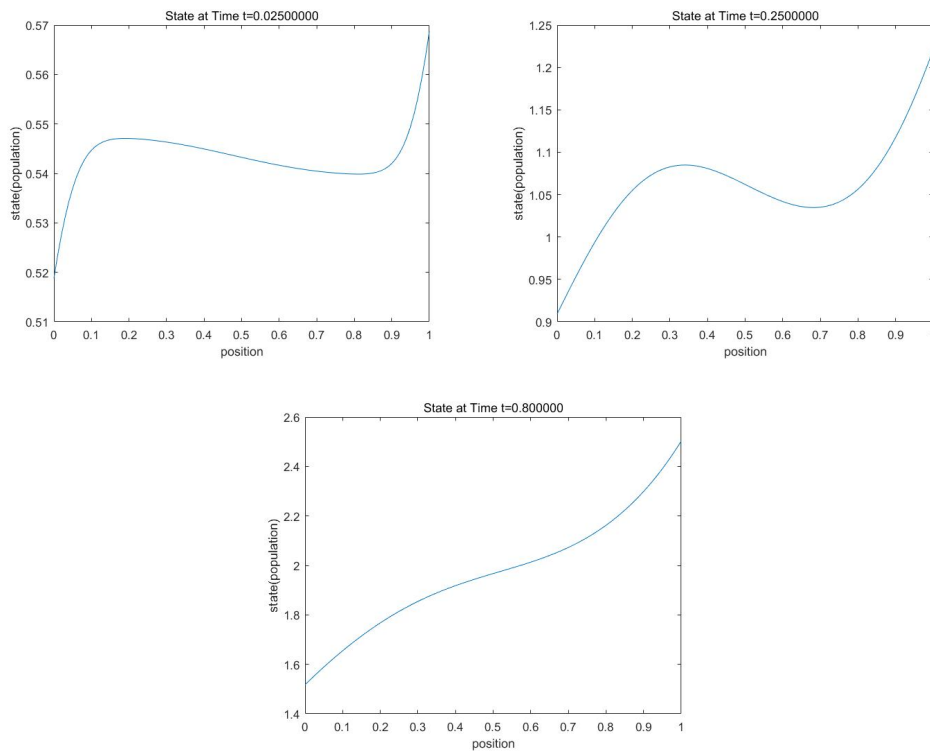 State at Time t=0.02500000
0.57
0.56
0.55
0.54
0.53
0.52
0.51
state(population)
0 0.1 0.2 0.3 0.4 0.5 0.6 0.7 0.8 0.9 1
position
State at Time t=0.2500000
1.25
1.2
1.15
1.1
1.05
1
0.95
0.9
state(population)
0 0.1 0.2 0.3 0.4 0.5 0.6 0.7 0.8 0.9
position
State at Time t=0.800000
2.6
2.4
2.2
2
1.8
1.6
1.4
state(population)
0 0.1 0.2 0.3 0.4 0.5 0.6 0.7 0.8 0.9 1
position